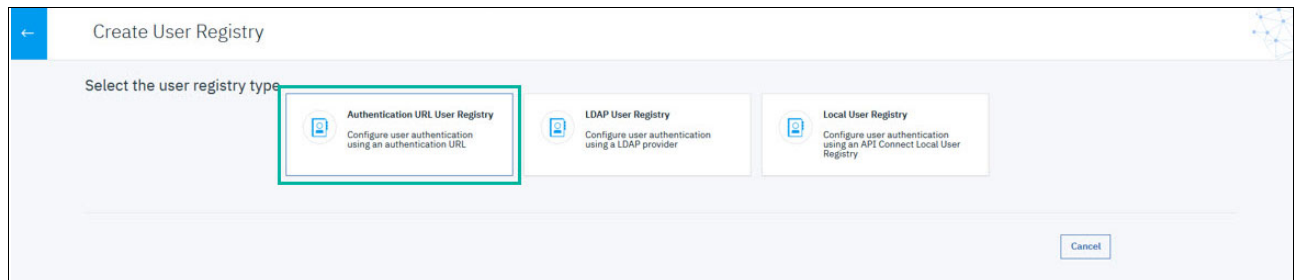 Create User Registry
Select the user registry type
Authentication URL User Registry
Configure user authentication
using an authentication URL
LDAP User Registry
Configure user authentication
using a LDAP provider
Local User Registry
Configure user authentication
using an API Connect Local User
Registry
Cancel